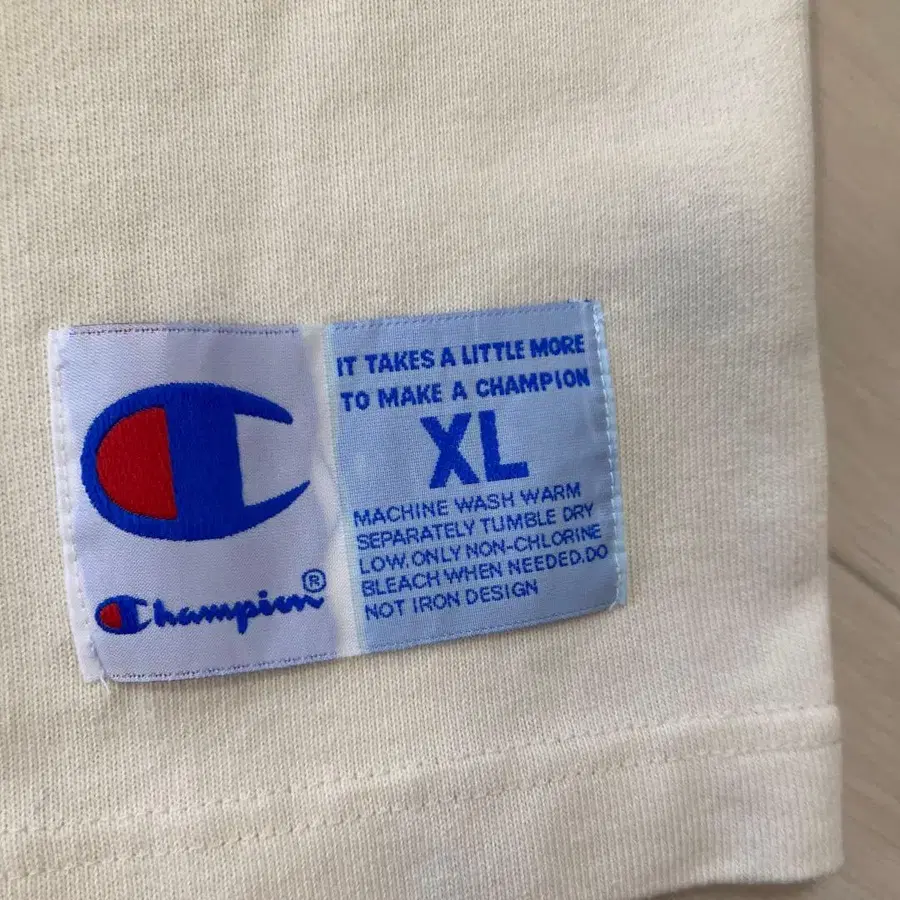 Champion®
IT TAKES A LITTLE MORE
TO MAKE A CHAMPION
XL
MACHINE WASH WARM
SEPARATELY TUMBLE DRY
LOW.ONLY NON-CHLORINE
BLEACH WHEN NEEDED.DO
NOT IRON DESIGN